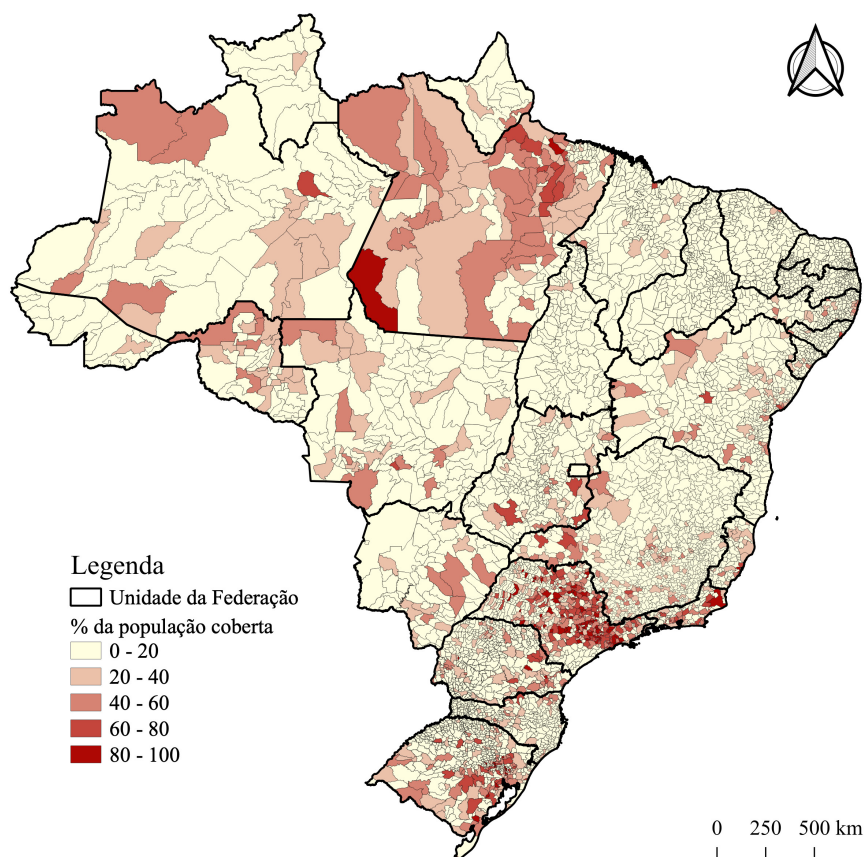 Legenda
Unidade da Federação
% da população coberta
0 - 20
20 - 40
40 - 60
60 - 80
80 - 100
0 250 500 km